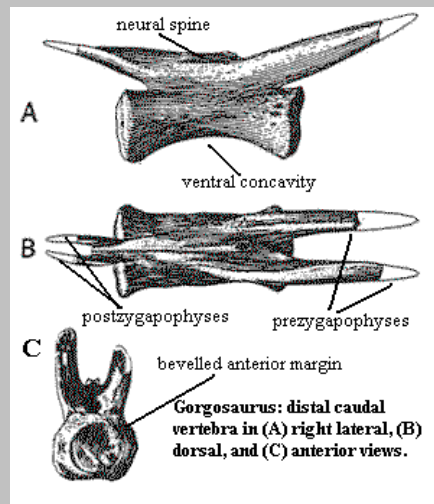 neural spine
A
ventral concavity
B
postzygapophyses
prezygapophyses
C
bevelled anterior margin
Gorgosaurus: distal caudal
vertebra in (A) right lateral, (B)
dorsal, and (C) anterior views.